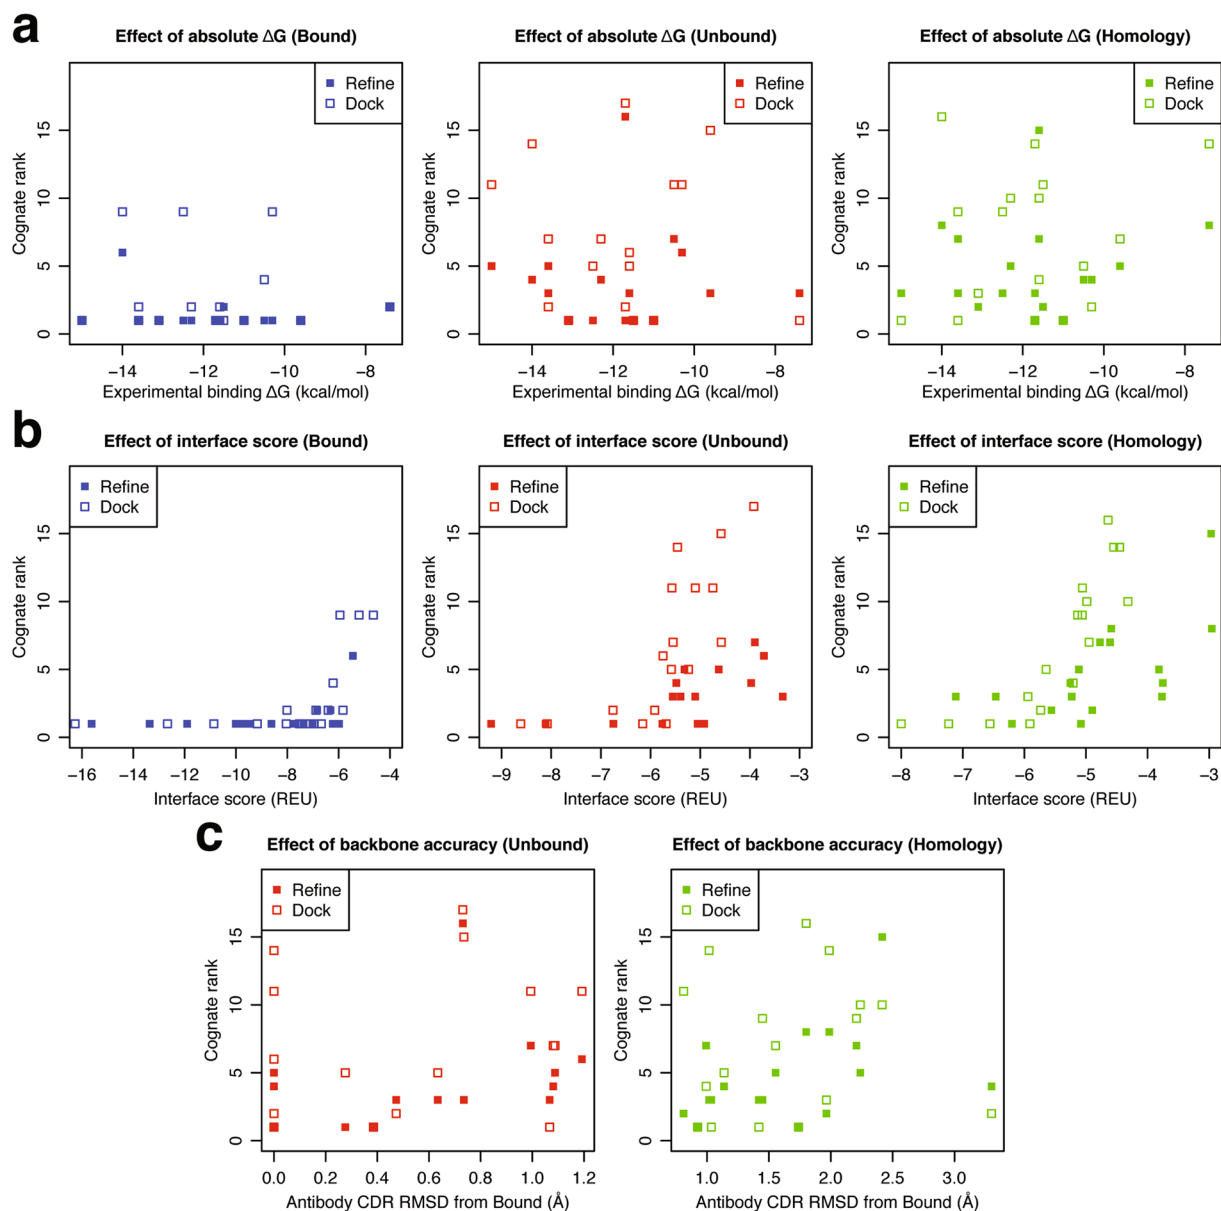 a
Effect of absolute ΔG (Bound)
Refine
Dock
Cognate rank
0 5 10 15
−14 −12 −10 −8
Experimental binding ΔG (kcal/mol)
Effect of absolute ΔG (Unbound)
Refine
Dock
Cognate rank
0 5 10 15
−14 −12 −10 −8
Experimental binding ΔG (kcal/mol)
Effect of absolute ΔG (Homology)
Refine
Dock
Cognate rank
0 5 10 15
−14 −12 −10 −8
Experimental binding ΔG (kcal/mol)
b
Effect of interface score (Bound)
Refine
Dock
Cognate rank
0 5 10 15
−16 −14 −12 −10 −8 −6 −4
Interface score (REU)
Effect of interface score (Unbound)
Refine
Dock
Cognate rank
0 5 10 15
−9 −8 −7 −6 −5 −4 −3
Interface score (REU)
Effect of interface score (Homology)
Refine
Dock
Cognate rank
0 5 10 15
−8 −7 −6 −5 −4 −3
Interface score (REU)
c
Effect of backbone accuracy (Unbound)
Refine
Dock
Cognate rank
0 5 10 15
0.0 0.2 0.4 0.6 0.8 1.0 1.2
Antibody CDR RMSD from Bound (Å)
Effect of backbone accuracy (Homology)
Refine
Dock
Cognate rank
0 5 10 15
1.0 1.5 2.0 2.5 3.0
Antibody CDR RMSD from Bound (Å)